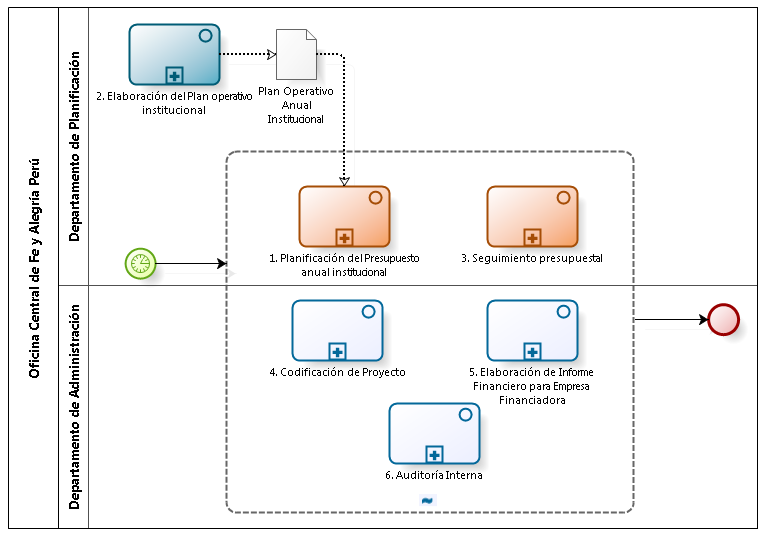 Oficina Central de Fe y Alegría Perú
Departamento de Planificación
2. Elaboración del Plan operativo
institucional
Plan Operativo
Anual
Institucional
1. Planificación del Presupuesto
anual institucional
3. Seguimiento presupuestal
Departamento de Administración
4. Codificación de Proyecto
5. Elaboración de Informe
Financiero para Empresa
Financiadora
6. Auditoría Interna